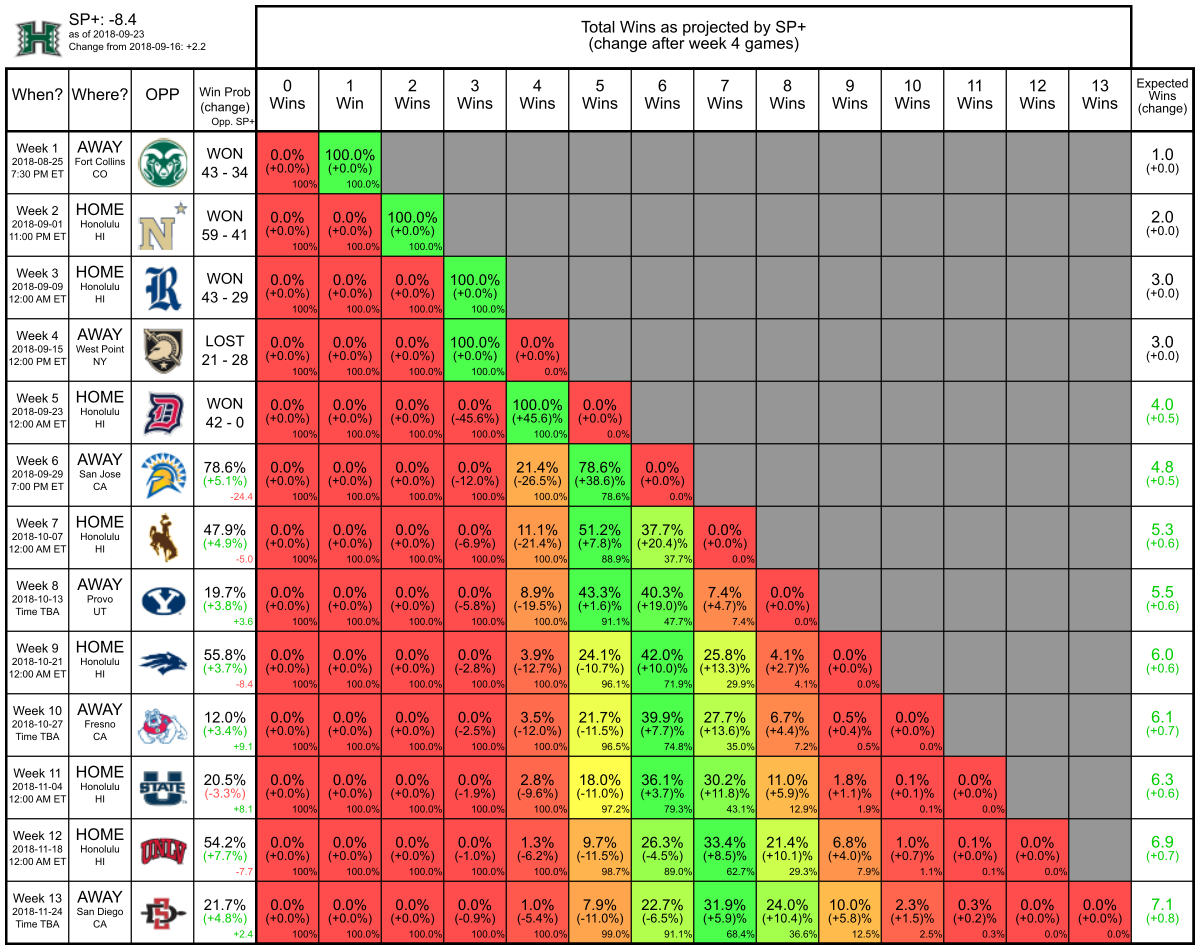 SP+: -8.4
as of 2018-09-23
Change from 2018-09-16: +2.2
Total Wins as projected by SP+
(change after week 4 games)
When? Where? OPP Win Prob (change) Opp. SP+ 0 Wins 1 Win 2 Wins 3 Wins 4 Wins 5 Wins 6 Wins 7 Wins 8 Wins 9 Wins 10 Wins 11 Wins 12 Wins 13 Wins Expected Wins (change)
Week 1 AWAY WON 0.0% 100.0% 1.0
2018-08-25 Fort Collins 43 - 34 (+0.0%) (+0.0%) (+0.0)
7:30 PM ET CO 100% 100.0%
Week 2 HOME N WON 0.0% 0.0% 100.0% 2.0
2018-09-01 Honolulu 59 - 41 (+0.0%) (+0.0%) (+0.0%) (+0.0)
11:00 PM ET HI 100% 100.0% 100.0%
Week 3 HOME R WON 0.0% 0.0% 0.0% 100.0% 3.0
2018-09-09 Honolulu 43 - 29 (+0.0%) (+0.0%) (+0.0%) (+0.0%) (+0.0)
12:00 AM ET HI 100% 100.0% 100.0% 100.0%
Week 4 AWAY LOST 0.0% 0.0% 0.0% 100.0% 0.0% 3.0
2018-09-15 West Point 21 - 28 (+0.0%) (+0.0%) (+0.0%) (+0.0%) (+0.0%) (+0.0)
12:00 PM ET NY 100% 100.0% 100.0% 100.0% 0.0%
Week 5 HOME D WON 0.0% 0.0% 0.0% 0.0% 100.0% 0.0% 4.0
2018-09-23 Honolulu 42 - 0 (+0.0%) (+0.0%) (+0.0%) (-45.6%) (+45.6)% (+0.0%) (+0.5)
12:00 AM ET HI 100% 100.0% 100.0% 100.0% 100.0% 0.0%
Week 6 AWAY 78.6% 0.0% 0.0% 0.0% 0.0% 21.4% 78.6% 0.0% 4.8
2018-09-29 San Jose (+5.1%) (+0.0%) (+0.0%) (+0.0%) (-12.0%) (-26.5%) (+38.6)% (+0.0%) (+0.5)
7:00 PM ET CA -24.4 100% 100.0% 100.0% 100.0% 100.0% 78.6% 0.0%
Week 7 HOME 47.9% 0.0% 0.0% 0.0% 0.0% 11.1% 51.2% 37.7% 0.0% 5.3
2018-10-07 Honolulu (+4.9%) (+0.0%) (+0.0%) (+0.0%) (-6.9%) (-21.4%) (+7.8)% (+20.4)% (+0.0%) (+0.6)
12:00 AM ET HI -5.0 100% 100.0% 100.0% 100.0% 100.0% 88.9% 37.7% 0.0%
Week 8 AWAY Y 19.7% 0.0% 0.0% 0.0% 0.0% 8.9% 43.3% 40.3% 7.4% 0.0% 5.5
2018-10-13 Provo (+3.8%) (+0.0%) (+0.0%) (+0.0%) (-5.8%) (-19.5%) (+1.6)% (+19.0)% (+4.7)% (+0.0%) (+0.6)
Time TBA UT +3.6 100% 100.0% 100.0% 100.0% 100.0% 91.1% 47.7% 7.4% 0.0%
Week 9 HOME 55.8% 0.0% 0.0% 0.0% 0.0% 3.9% 24.1% 42.0% 25.8% 4.1% 0.0% 6.0
2018-10-21 Honolulu (+3.7%) (+0.0%) (+0.0%) (+0.0%) (-2.8%) (-12.7%) (-10.7%) (+10.0)% (+13.3)% (+2.7)% (+0.0%) (+0.6)
12:00 AM ET HI -8.4 100% 100.0% 100.0% 100.0% 100.0% 96.1% 71.9% 29.9% 4.1% 0.0%
Week 10 AWAY 12.0% 0.0% 0.0% 0.0% 0.0% 3.5% 21.7% 39.9% 27.7% 6.7% 0.5% 0.0% 6.1
2018-10-27 Fresno (+3.4%) (+0.0%) (+0.0%) (+0.0%) (-2.5%) (-12.0%) (-11.5%) (+7.7)% (+13.6)% (+4.4)% (+0.4)% (+0.0%) (+0.7)
Time TBA CA +9.1 100% 100.0% 100.0% 100.0% 100.0% 96.5% 74.8% 35.0% 7.2% 0.5% 0.0%
Week 11 HOME U STATE 20.5% 0.0% 0.0% 0.0% 0.0% 2.8% 18.0% 36.1% 30.2% 11.0% 1.8% 0.1% 0.0% 6.3
2018-11-04 Honolulu (-3.3%) (+0.0%) (+0.0%) (+0.0%) (-1.9%) (-9.6%) (-11.0%) (+3.7)% (+11.8)% (+5.9)% (+1.1)% (+0.1)% (+0.0%) (+0.6)
12:00 AM ET HI +8.1 100% 100.0% 100.0% 100.0% 100.0% 97.2% 79.3% 43.1% 12.9% 1.9% 0.1% 0.0%
Week 12 HOME UNLV 54.2% 0.0% 0.0% 0.0% 0.0% 1.3% 9.7% 26.3% 33.4% 21.4% 6.8% 1.0% 0.1% 0.0% 6.9
2018-11-18 Honolulu (+7.7%) (+0.0%) (+0.0%) (+0.0%) (-1.0%) (-6.2%) (-11.5%) (-4.5%) (+8.5)% (+10.1)% (+4.0)% (+0.7)% (+0.1)% (+0.0%) (+0.7)
12:00 AM ET HI -7.7 100% 100.0% 100.0% 100.0% 100.0% 98.7% 89.0% 62.7% 29.3% 7.9% 1.1% 0.1% 0.0%
Week 13 AWAY SD 21.7% 0.0% 0.0% 0.0% 0.0% 1.0% 7.9% 22.7% 31.9% 24.0% 10.0% 2.3% 0.3% 0.0% 0.0% 7.1
2018-11-24 San Diego (+4.8%) (+0.0%) (+0.0%) (+0.0%) (-0.9%) (-5.4%) (-11.0%) (-6.5%) (+5.9)% (+10.4)% (+5.8)% (+1.5)% (+0.2)% (+0.0%) (+0.0%) (+0.8)
Time TBA CA +2.4 100% 100.0% 100.0% 100.0% 100.0% 99.0% 91.1% 68.4% 36.6% 12.5% 2.5% 0.3% 0.0% 0.0%